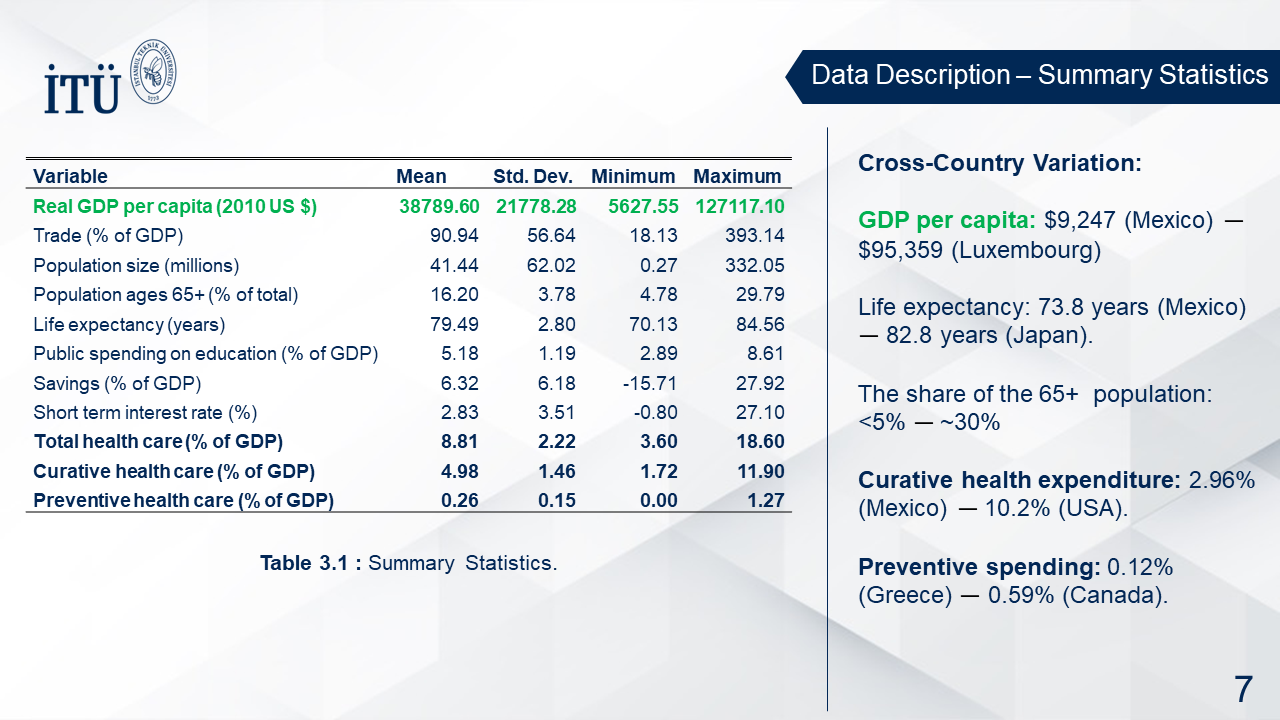 İTÜ
İSTANBUL TEKNİK ÜNİVERSİTESİ
1773
Data Description – Summary Statistics
Variable Mean Std. Dev. Minimum Maximum
Real GDP per capita (2010 US $) 38789.60 21778.28 5627.55 127117.10
Trade (% of GDP) 90.94 56.64 18.13 393.14
Population size (millions) 41.44 62.02 0.27 332.05
Population ages 65+ (% of total) 16.20 3.78 4.78 29.79
Life expectancy (years) 79.49 2.80 70.13 84.56
Public spending on education (% of GDP) 5.18 1.19 2.89 8.61
Savings (% of GDP) 6.32 6.18 -15.71 27.92
Short term interest rate (%) 2.83 3.51 -0.80 27.10
Total health care (% of GDP) 8.81 2.22 3.60 18.60
Curative health care (% of GDP) 4.98 1.46 1.72 11.90
Preventive health care (% of GDP) 0.26 0.15 0.00 1.27
Table 3.1 : Summary Statistics.
Cross-Country Variation:
GDP per capita: $9,247 (Mexico) —
$95,359 (Luxembourg)
Life expectancy: 73.8 years (Mexico)
— 82.8 years (Japan).
The share of the 65+ population:
<5% — ~30%
Curative health expenditure: 2.96%
(Mexico) — 10.2% (USA).
Preventive spending: 0.12%
(Greece) — 0.59% (Canada).
7